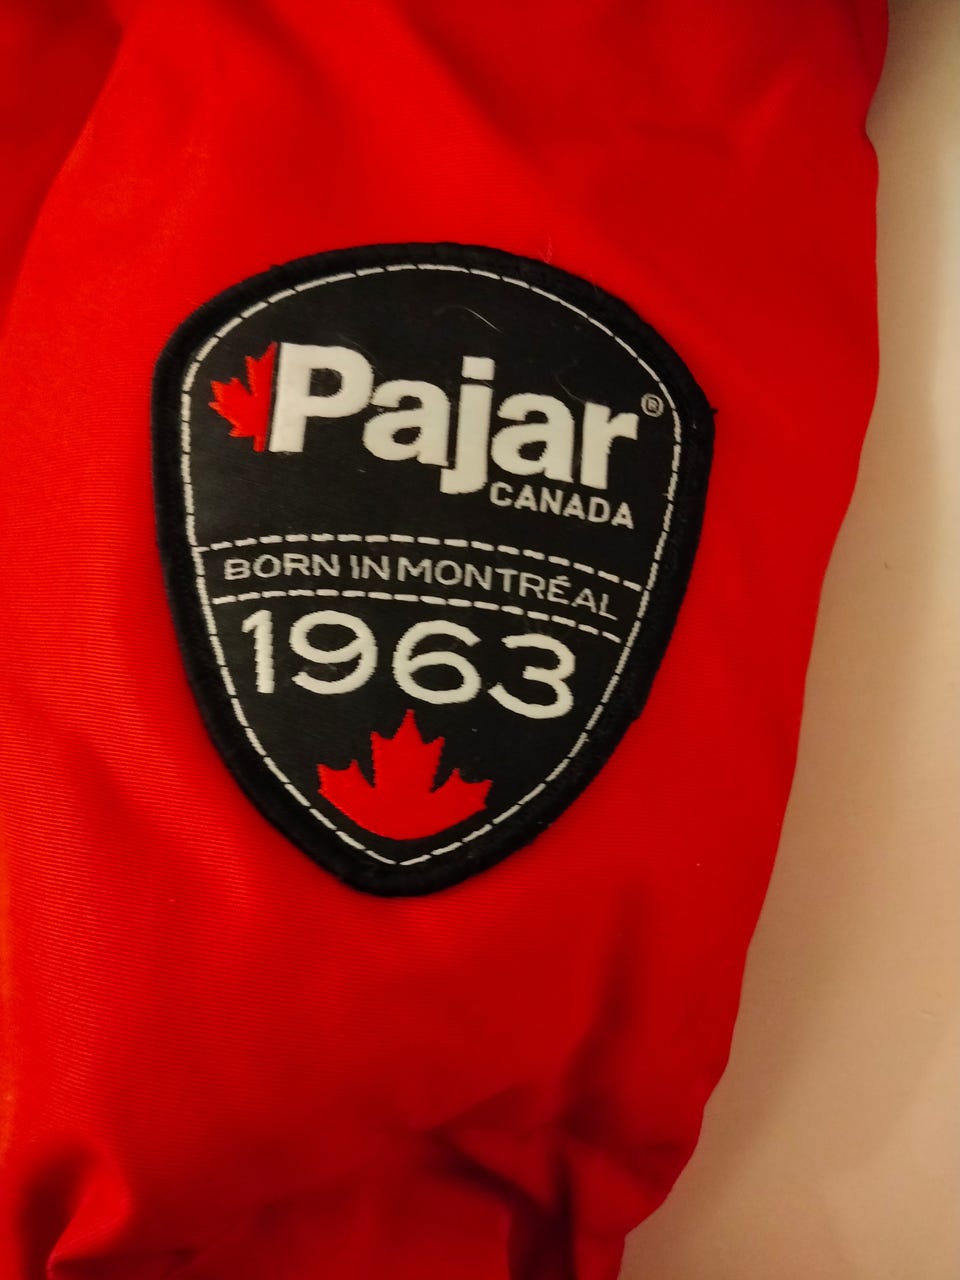 Pajar®
CANADA
BORN IN MONTRÉAL
1963